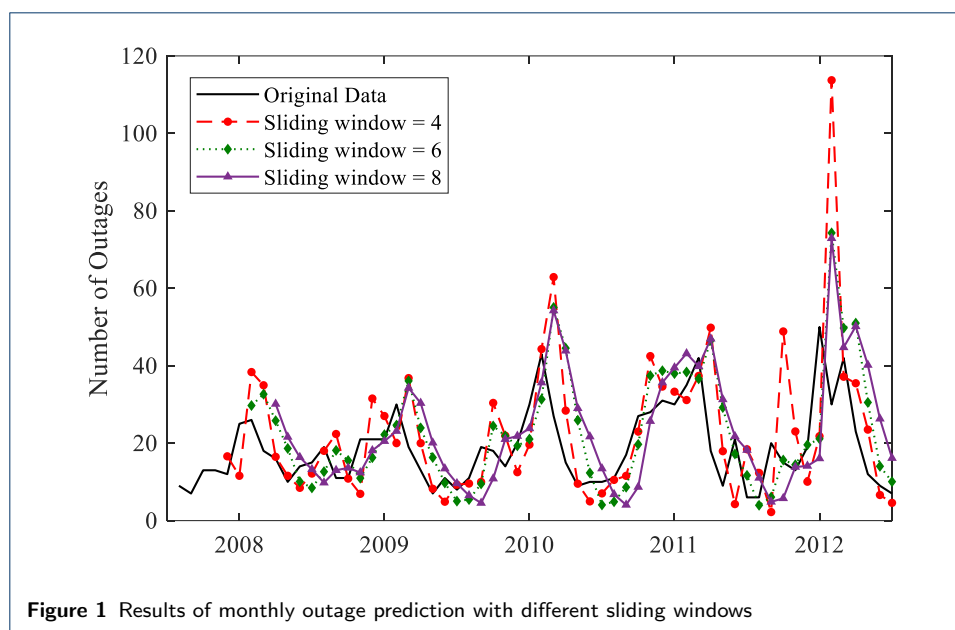 120
100
80
60
40
20
0
Number of Outages
Original Data
Sliding window = 4
Sliding window = 6
Sliding window = 8
2008 2009 2010 2011 2012
Figure 1 Results of monthly outage prediction with different sliding windows